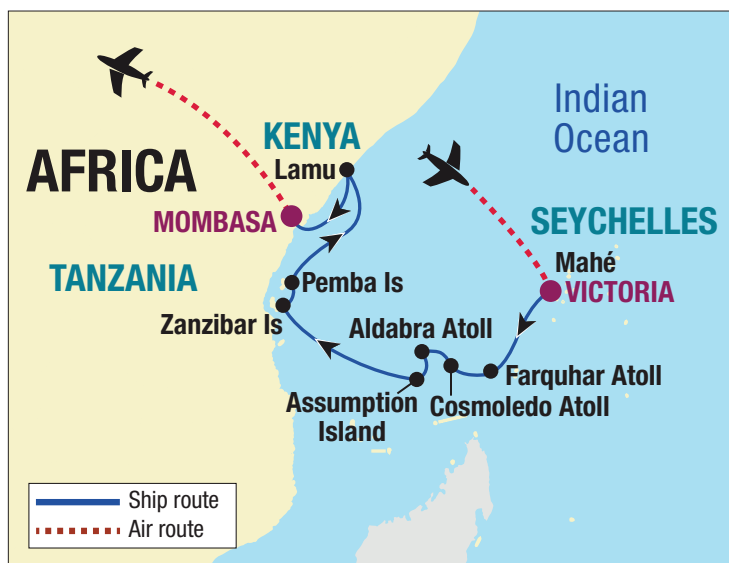 Indian
Ocean
KENYA
Lamu
AFRICA
MOMBASA
SEYCHELLES
Mahé
VICTORIA
TANZANIA
Pemba Is
Zanzibar Is
Aldabra Atoll
Farquhar Atoll
Assumption
Island
Cosmoledo Atoll
Ship route
Air route